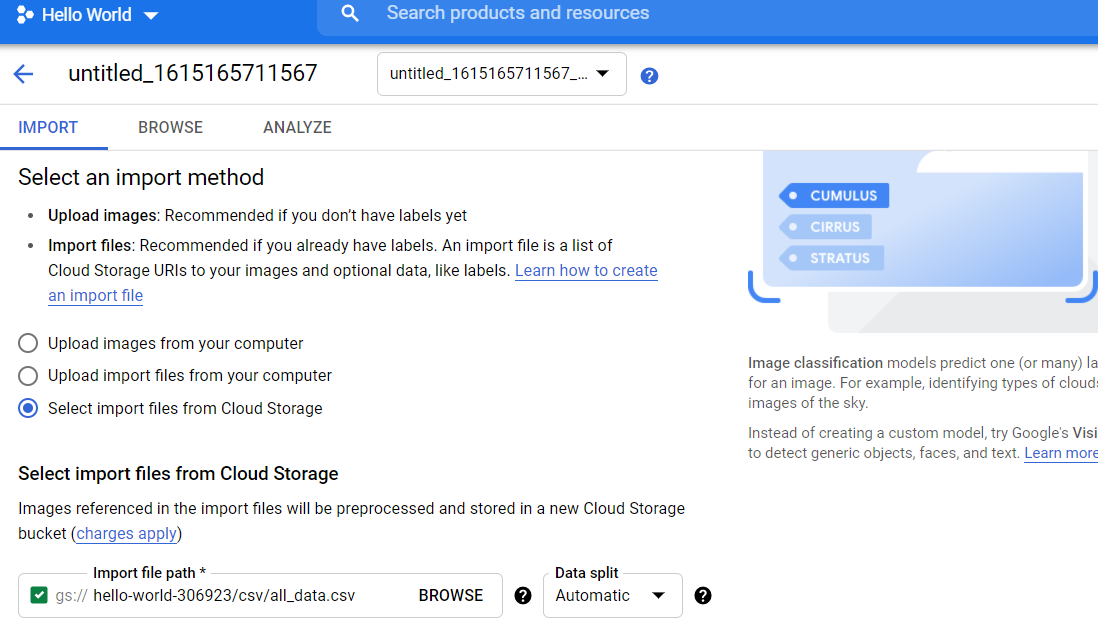 Hello World
Search products and resources
untitled_1615165711567
untitled_1615165711567_...
IMPORT
BROWSE
ANALYZE
Select an import method
Upload images: Recommended if you don't have labels yet
Import files: Recommended if you already have labels. An import file is a list of
Cloud Storage URIs to your images and optional data, like labels. Learn how to create
an import file
Upload images from your computer
Upload import files from your computer
Select import files from Cloud Storage
CUMULUS
CIRRUS
STRATUS
Image classification models predict one (or many) la
for an image. For example, identifying types of clouds
images of the sky.
Instead of creating a custom model, try Google's Visi
to detect generic objects, faces, and text. Learn more
Select import files from Cloud Storage
Images referenced in the import files will be preprocessed and stored in a new Cloud Storage
bucket (charges apply)
Import file path *
gs:// hello-world-306923/csv/all_data.csv
BROWSE
Data split
Automatic